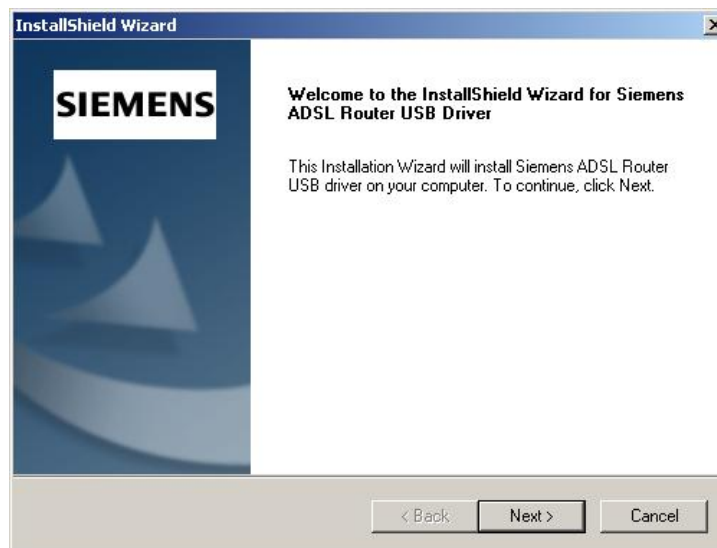 InstallShield Wizard
SIEMENS
Welcome to the InstallShield Wizard for Siemens
ADSL Router USB Driver
This Installation Wizard will install Siemens ADSL Router
USB driver on your computer. To continue, click Next.
< Back
Next >
Cancel